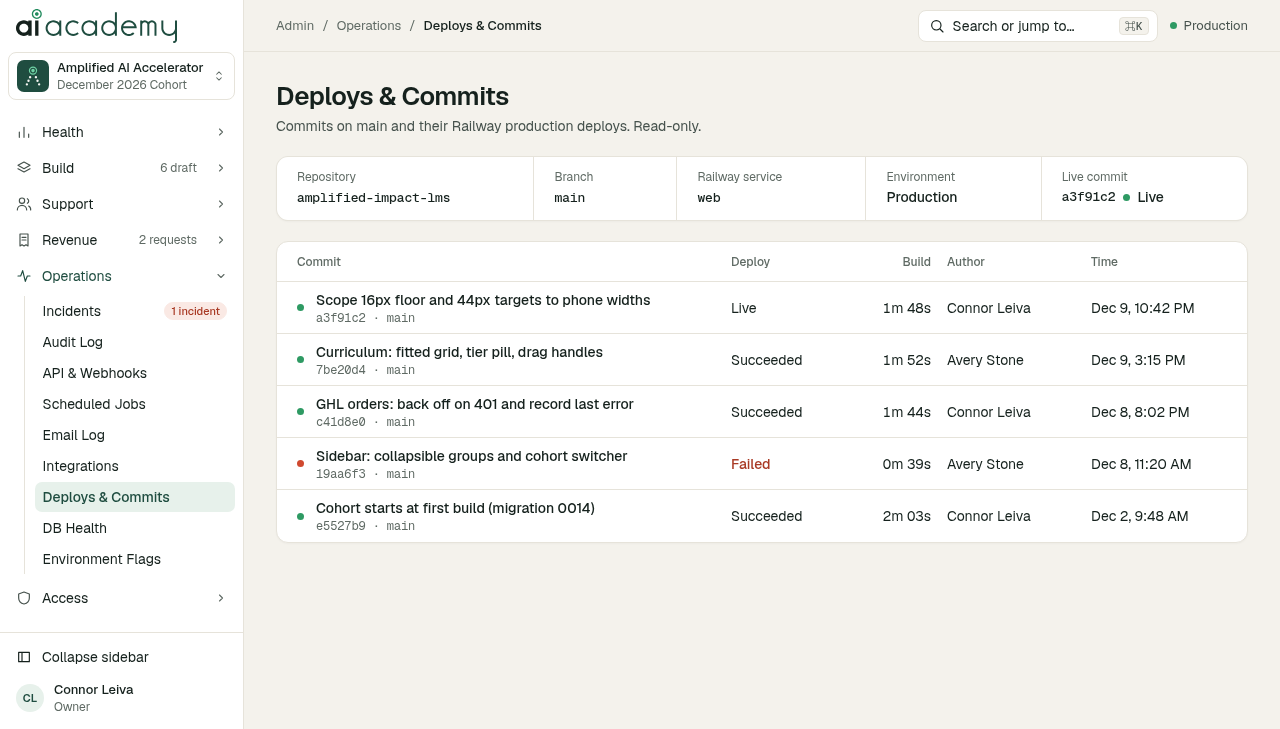 ai academy
Amplified AI Accelerator
December 2026 Cohort
Health
Build 6 draft
Support
Revenue 2 requests
Operations
Incidents 1 incident
Audit Log
API & Webhooks
Scheduled Jobs
Email Log
Integrations
Deploys & Commits
DB Health
Environment Flags
Access
Collapse sidebar
CL Connor Leiva
Owner
Admin / Operations / Deploys & Commits
Search or jump to… ⌘K Production
Deploys & Commits
Commits on main and their Railway production deploys. Read-only.
Repository Branch Railway service Environment Live commit
amplified-impact-lms main web Production a3f91c2 Live
Commit Deploy Build Author Time
Scope 16px floor and 44px targets to phone widths
a3f91c2 · main
Live 1m 48s Connor Leiva Dec 9, 10:42 PM
Curriculum: fitted grid, tier pill, drag handles
7be20d4 · main
Succeeded 1m 52s Avery Stone Dec 9, 3:15 PM
GHL orders: back off on 401 and record last error
c41d8e0 · main
Succeeded 1m 44s Connor Leiva Dec 8, 8:02 PM
Sidebar: collapsible groups and cohort switcher
19aa6f3 · main
Failed 0m 39s Avery Stone Dec 8, 11:20 AM
Cohort starts at first build (migration 0014)
e5527b9 · main
Succeeded 2m 03s Connor Leiva Dec 2, 9:48 AM